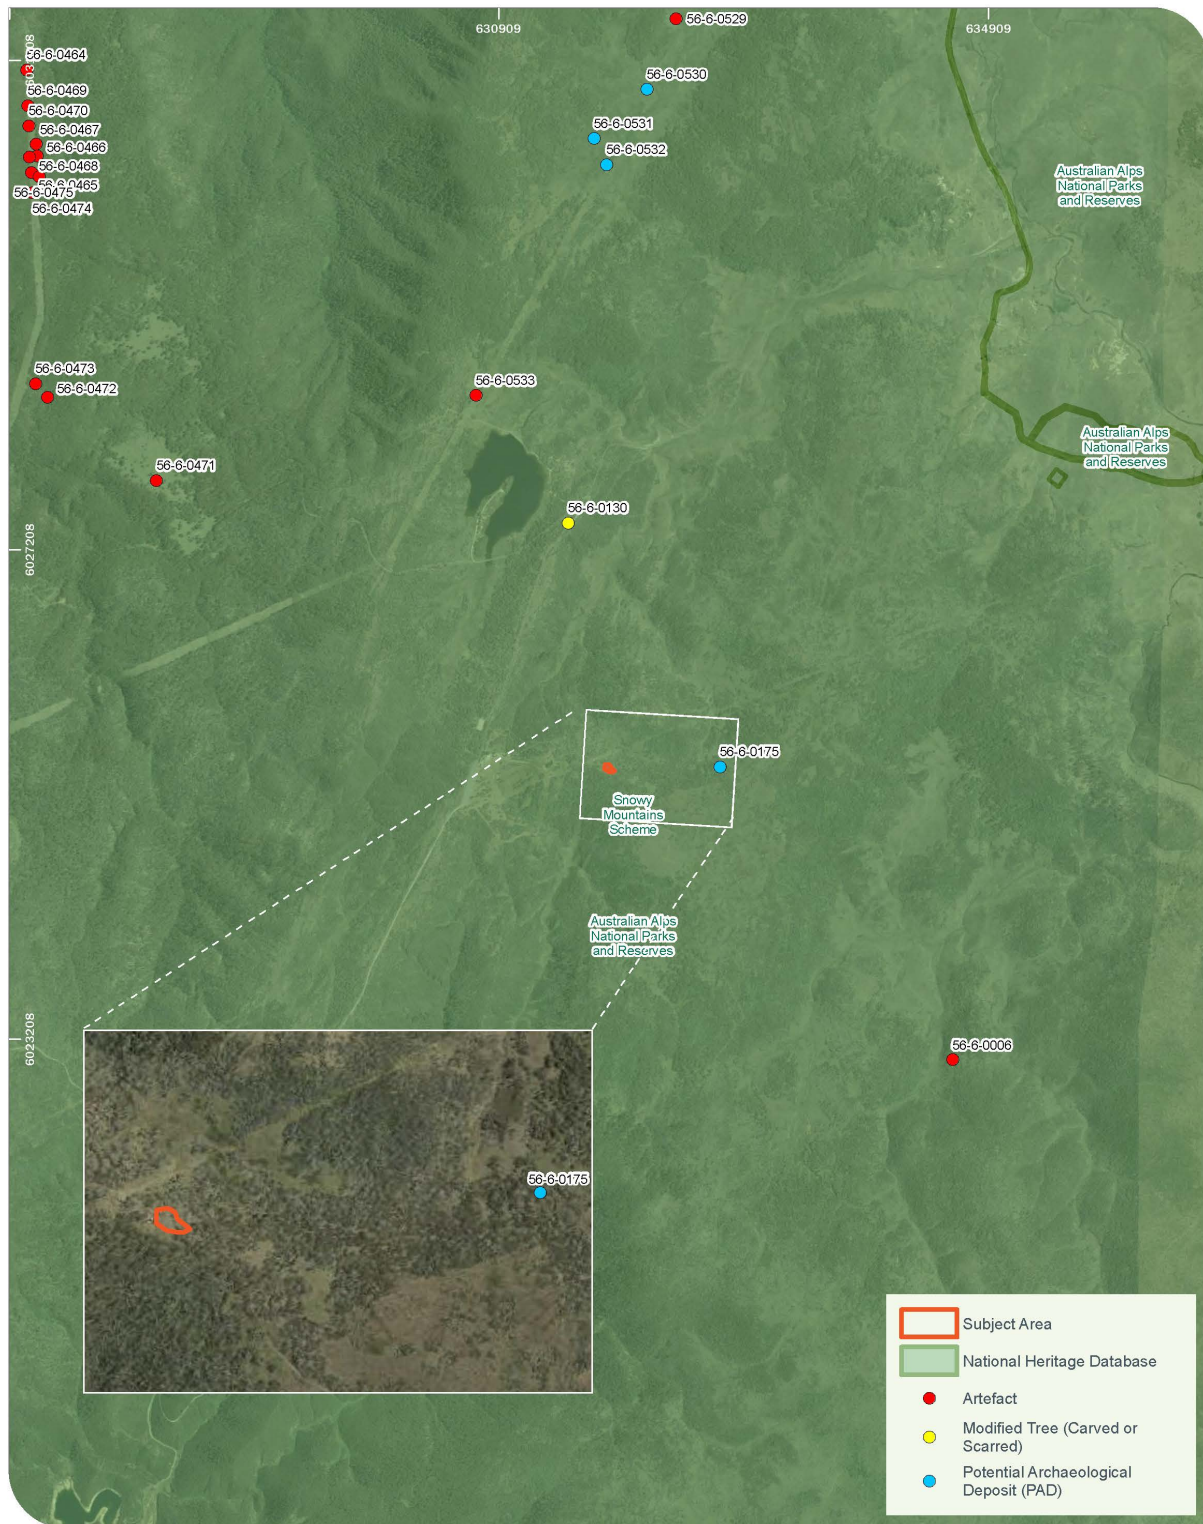 630909
634909
56-6-0529
56-6-0464
56-6-0530
56-6-0469
56-6-0470
56-6-0467
56-6-0531
56-6-0466
56-6-0532
56-6-0468
56-6-0465
56-6-0475
56-6-0474
Australian Alps
National Parks
and Reserves
56-6-0473
56-6-0472
56-6-0533
Australian Alps
National Parks
and Reserves
56-6-0471
56-6-0130
6027208
56-6-0175
Snowy
Mountains
Scheme
Australian Alps
National Parks
and Reserves
6023208
56-6-0006
56-6-0175
Subject Area
National Heritage Database
Artefact
Modified Tree (Carved or
Scarred)
Potential Archaeological
Deposit (PAD)